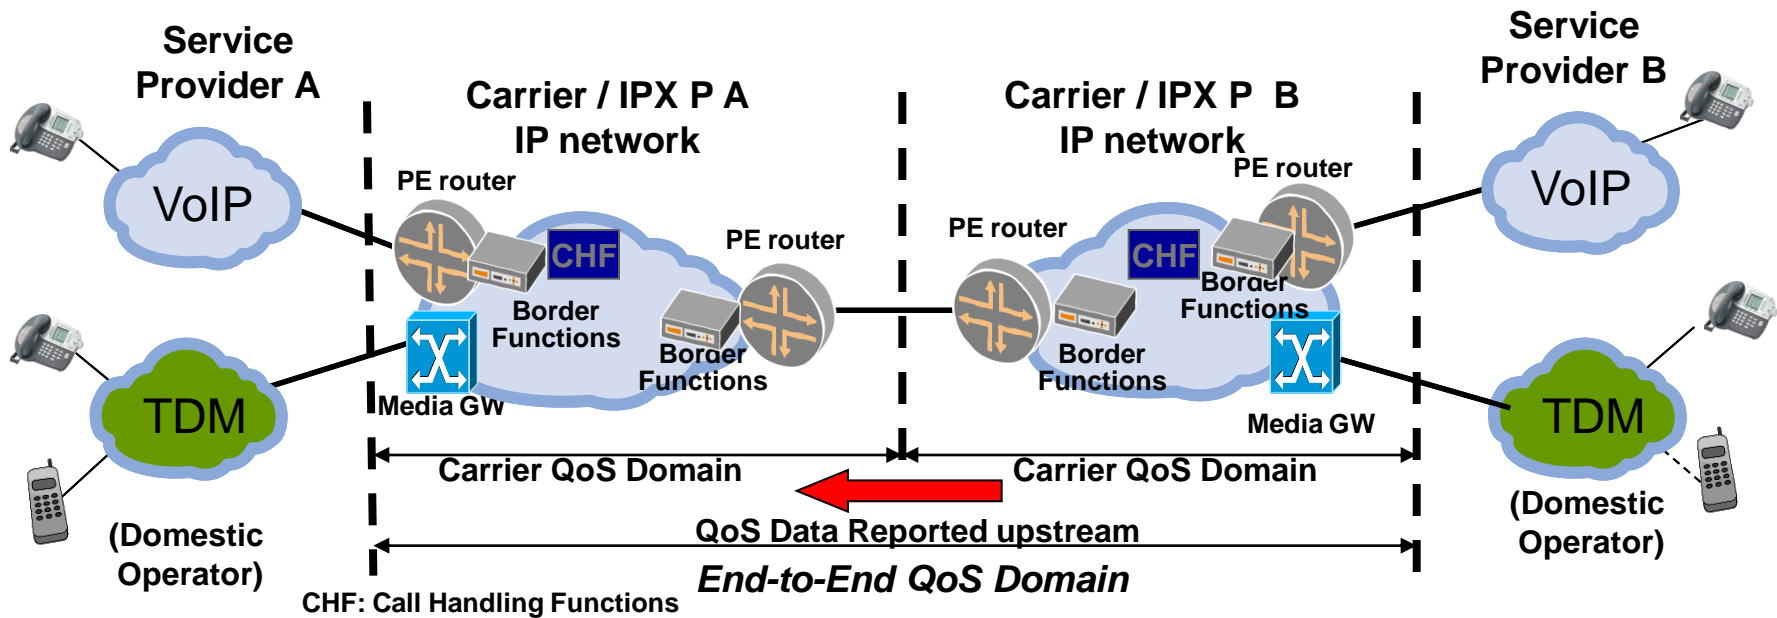 Service
Provider A
Carrier / IPX P A
IP network
Carrier / IPX P  B
IP network
Service
Provider B
VoIP
PE router
CHF
Border
Functions
PE router
Border
Functions
Media GW
TDM
(Domestic
Operator)
PE router
CHF
Border
Functions
PE router
Border
Functions
Media GW
VoIP
TDM
(Domestic
Operator)
Carrier QoS Domain
Carrier QoS Domain
QoS Data Reported upstream
End-to-End QoS Domain
CHF: Call Handling Functions